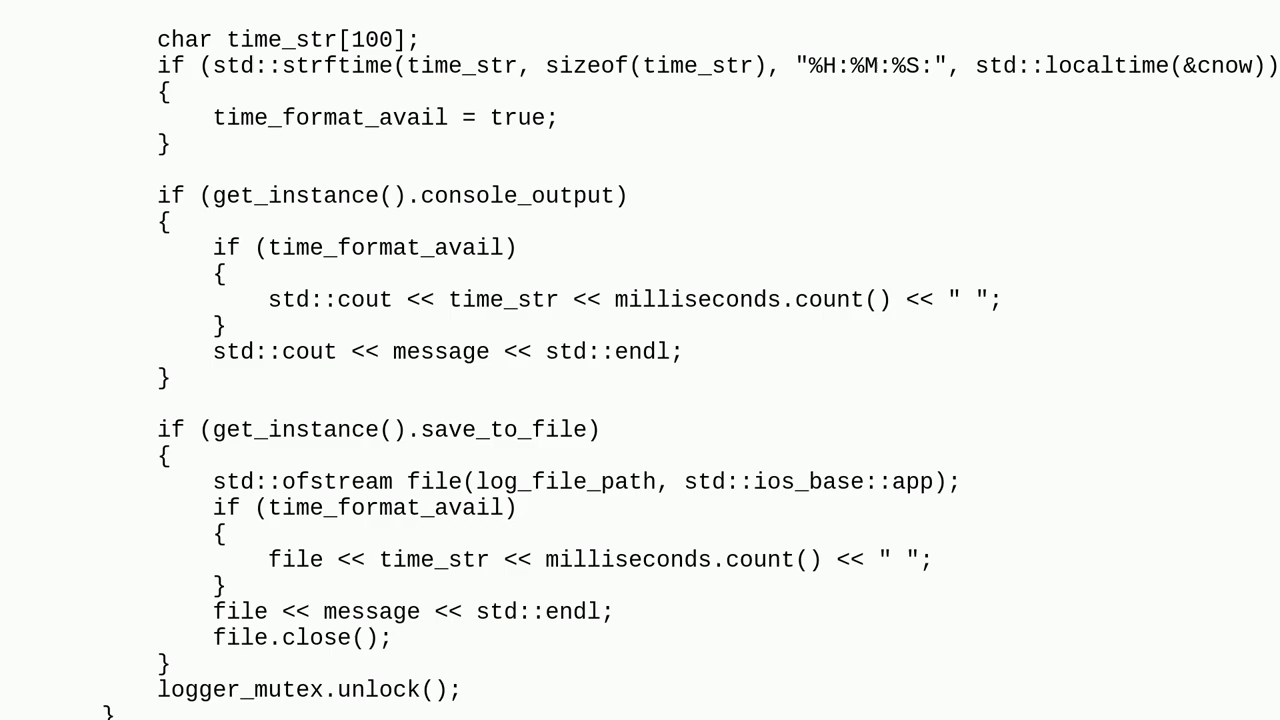 char time_str[100];
if (std::strftime(time_str, sizeof(time_str), "%H:%M:%S:", std::localtime(&cnow))
{
time_format_avail = true;
}
if (get_instance().console_output)
{
if (time_format_avail)
{
std::cout << time_str << milliseconds.count() << " ";
}
std::cout << message << std::endl;
}
if (get_instance().save_to_file)
{
std::ofstream file(log_file_path, std::ios_base::app);
if (time_format_avail)
{
file << time_str << milliseconds.count() << " ";
}
file << message << std::endl;
file.close();
}
logger_mutex.unlock();
}